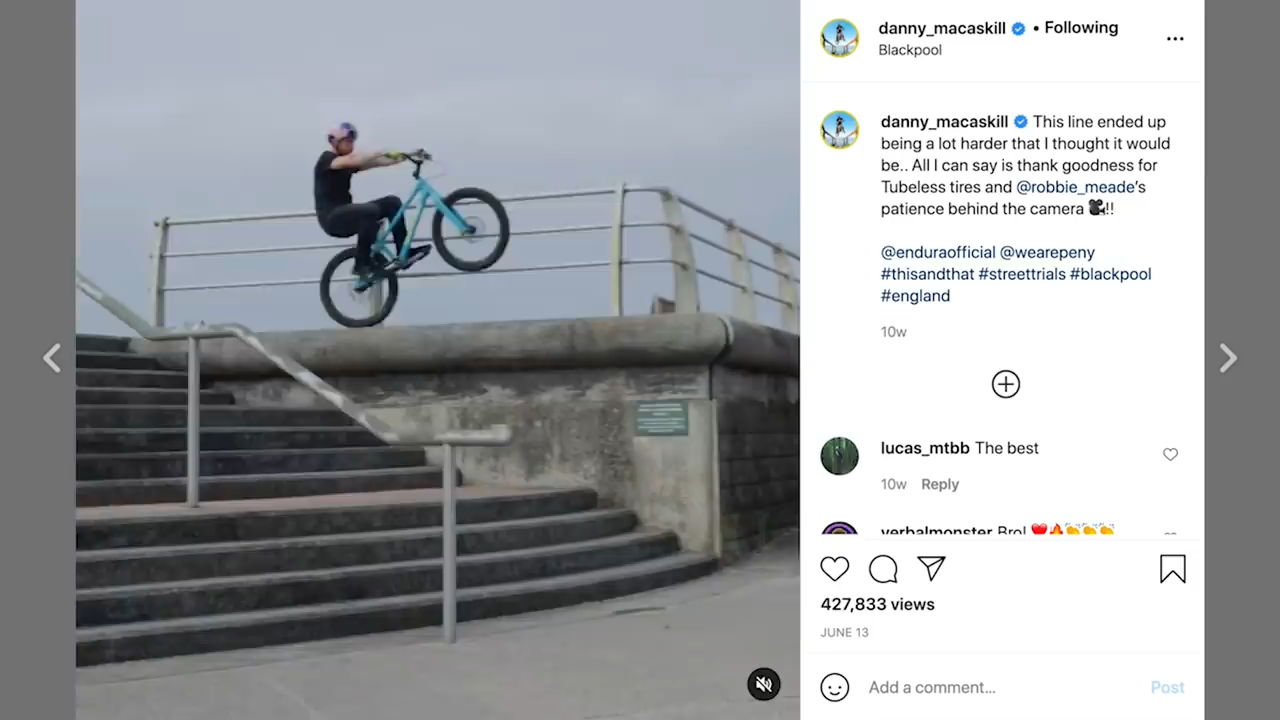 danny_macaskill • Following
Blackpool
danny_macaskill This line ended up
being a lot harder that I thought it would
be.. All I can say is thank goodness for
Tubeless tires and @robbie_meade's
patience behind the camera 🎥!!
@enduraofficial @wearepeny
#thisandthat #streettrials #blackpool
#england
10w
lucas_mtbb The best
10w Reply
verbalmonster Bro! ❤️🔥👏👏👏
427,833 views
JUNE 13
Add a comment...
Post